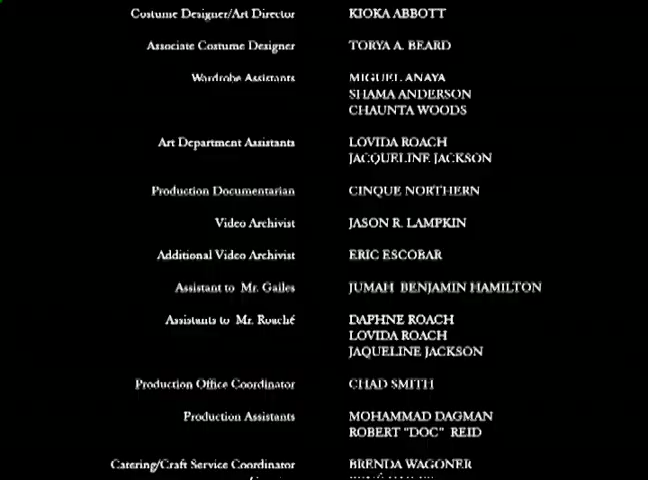 Costume Designer/Art Director KIOKA ABBOTT
Associate Costume Designer TORYA A. BEARD
Wardrobe Assistants MIGUEL ANAYA
SHAMA ANDERSON
CHAUNTA WOODS
Art Department Assistants LOVIDA ROACH
JACQUELINE JACKSON
Production Documentarian CINQUE NORTHERN
Video Archivist JASON R. LAMPKIN
Additional Video Archivist ERIC ESCOBAR
Assistant to Mr. Gailes JUMAH BENJAMIN HAMILTON
Assistants to Mr. Roaché DAPHNE ROACH
LOVIDA ROACH
JAQUELINE JACKSON
Production Office Coordinator CHAD SMITH
Production Assistants MOHAMMAD DAGMAN
ROBERT "DOC" REID
Catering/Craft Service Coordinator BRENDA WAGONER